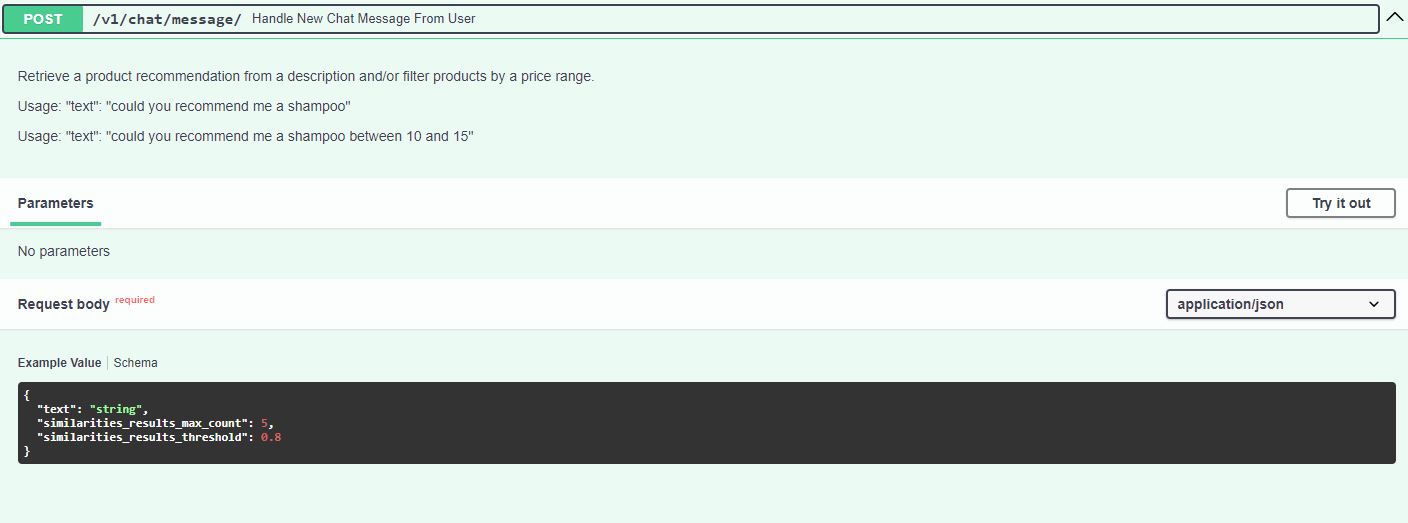 POST /v1/chat/message/ Handle New Chat Message From User
Retrieve a product recommendation from a description and/or filter products by a price range.
Usage: "text": "could you recommend me a shampoo"
Usage: "text": "could you recommend me a shampoo between 10 and 15"
Parameters Try it out
No parameters
Request body required application/json
Example Value Schema
{
"text": "string",
"similarities_results_max_count": 5,
"similarities_results_threshold": 0.8
}